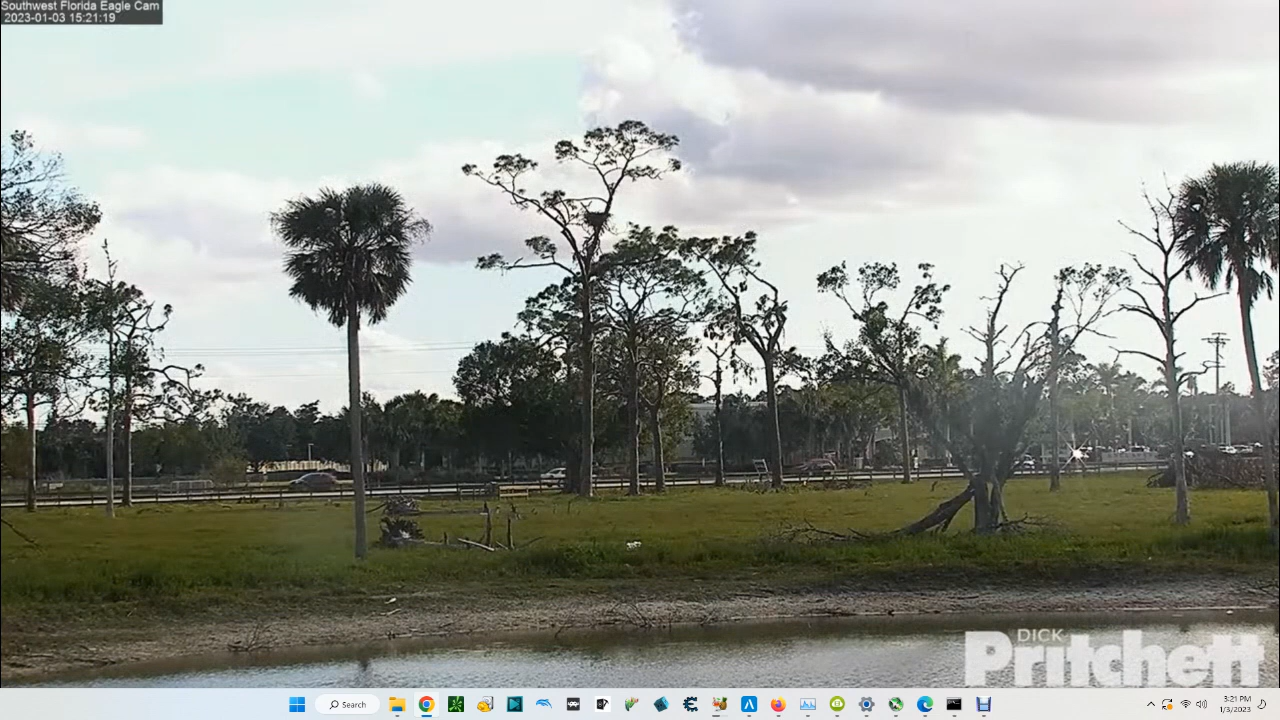 Southwest Florida Eagle Cam
2023-01-03 15:21:19
DICK
Pritchett
Search
3:21 PM
1/3/2023